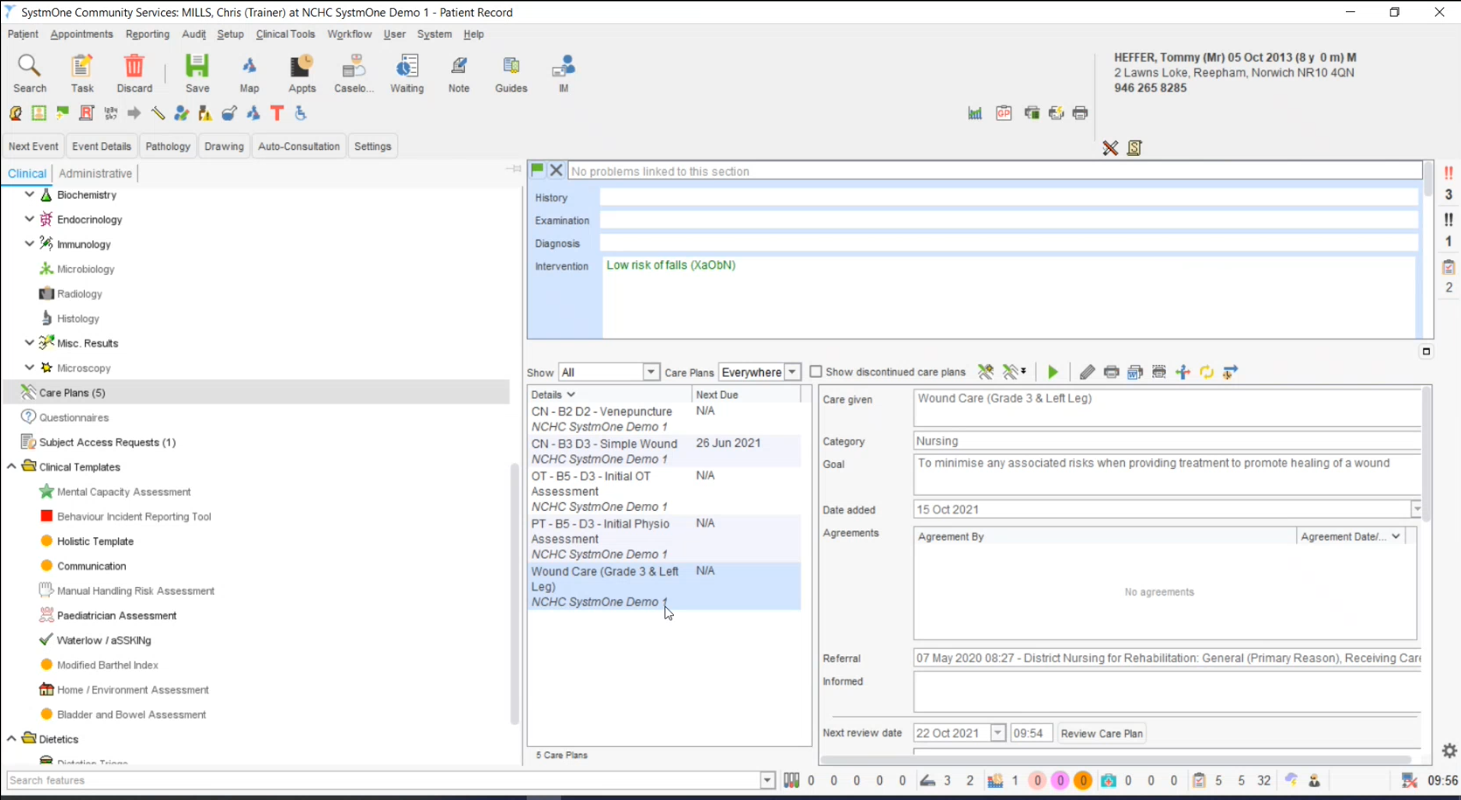 SystmOne Community Services: MILLS, Chris (Trainer) at NCHC SystmOne Demo 1 - Patient Record
Patient Appointments Reporting Audit Setup Clinical Tools Workflow User System Help
Search Task Discard Save Map Appts Caselo... Waiting Note Guides IM
HEFFER, Tommy (Mr) 05 Oct 2013 (8 y 0 m) M
2 Lawns Loke, Reepham, Norwich NR10 4QN
946 265 8285
GP
Next Event Event Details Pathology Drawing Auto-Consultation Settings
Clinical Administrative
Biochemistry
Endocrinology
Immunology
Microbiology
Radiology
Histology
Misc. Results
Microscopy
Care Plans (5)
Questionnaires
Subject Access Requests (1)
Clinical Templates
Mental Capacity Assessment
Behaviour Incident Reporting Tool
Holistic Template
Communication
Manual Handling Risk Assessment
Paediatrician Assessment
Waterlow / aSSKINg
Modified Barthel Index
Home / Environment Assessment
Bladder and Bowel Assessment
Dietetics
Dietetion Triage
No problems linked to this section
History
Examination
Diagnosis
Intervention Low risk of falls (XaObN)
!! 3
!! 1
2
Show All Care Plans Everywhere Show discontinued care plans
Details Next Due
CN - B2 D2 - Venepuncture N/A
NCHC SystmOne Demo 1
CN - B3 D3 - Simple Wound 26 Jun 2021
NCHC SystmOne Demo 1
OT - B5 - D3 - Initial OT N/A
Assessment
NCHC SystmOne Demo 1
PT - B5 - D3 - Initial Physio N/A
Assessment
NCHC SystmOne Demo 1
Wound Care (Grade 3 & Left N/A
Leg)
NCHC SystmOne Demo 1
5 Care Plans
Care given Wound Care (Grade 3 & Left Leg)
Category Nursing
Goal To minimise any associated risks when providing treatment to promote healing of a wound
Date added 15 Oct 2021
Agreements Agreement By Agreement Date/...
No agreements
Referral 07 May 2020 08:27 - District Nursing for Rehabilitation: General (Primary Reason), Receiving Care
Informed
Next review date 22 Oct 2021 09:54 Review Care Plan
Search features 0 0 0 0 0 3 2 1 0 0 0 0 0 0 5 5 32 09:56